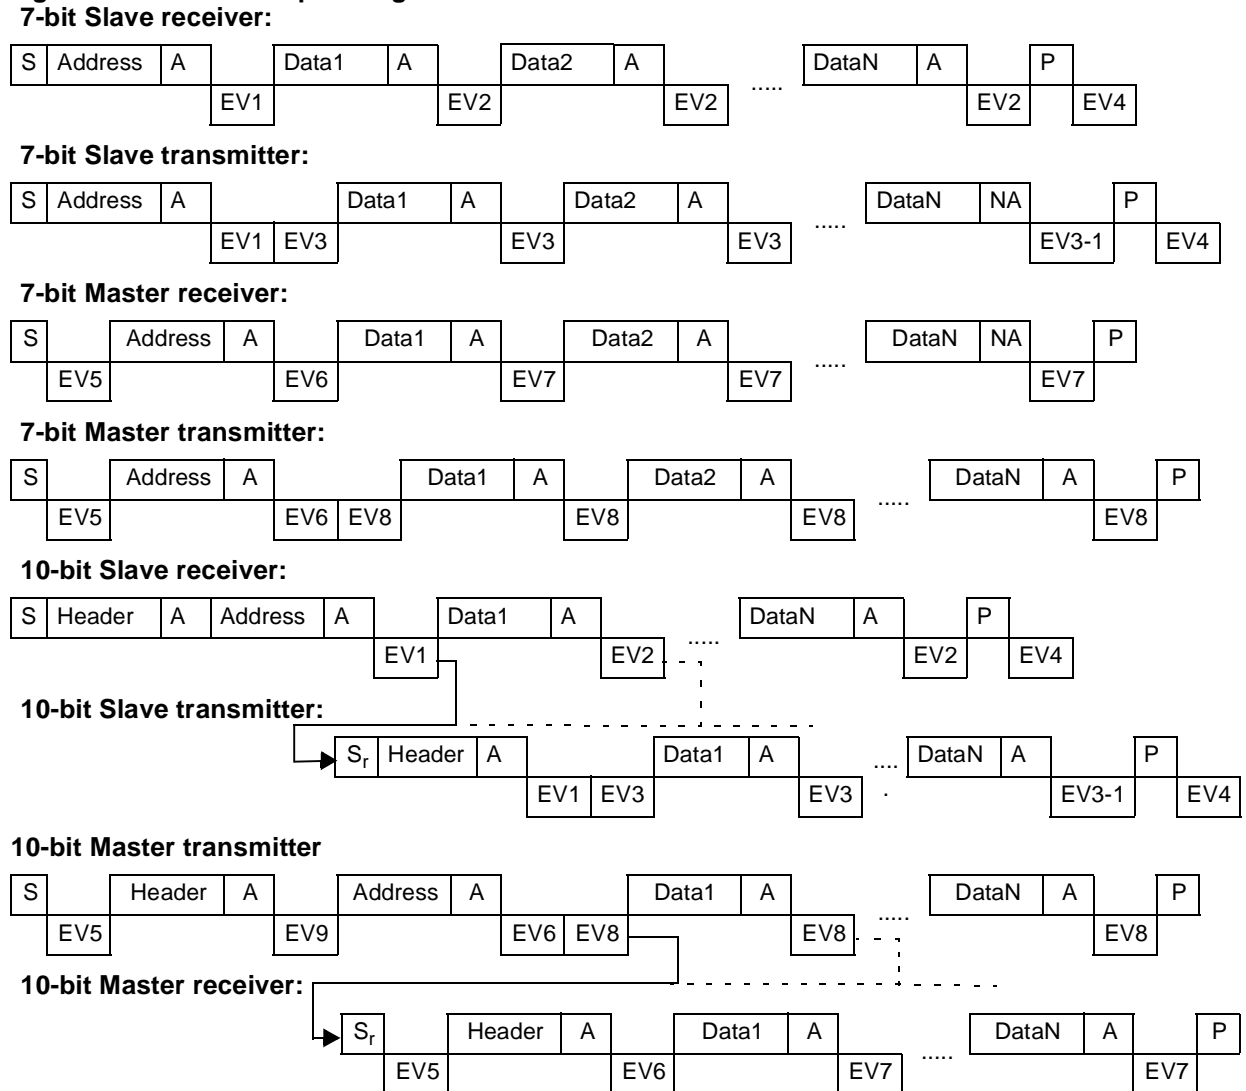 7-bit Slave receiver:
S Address A Data1 A Data2 A ..... DataN A P
EV1 EV2 EV2 EV2 EV4
7-bit Slave transmitter:
S Address A Data1 A Data2 A ..... DataN NA P
EV1 EV3 EV3 EV3 EV3-1 EV4
7-bit Master receiver:
S Address A Data1 A Data2 A ..... DataN NA P
EV5 EV6 EV7 EV7 EV7
7-bit Master transmitter:
S Address A Data1 A Data2 A ..... DataN A P
EV5 EV6 EV8 EV8 EV8 EV8
10-bit Slave receiver:
S Header A Address A Data1 A ..... DataN A P
EV1 EV2 EV2 EV4
10-bit Slave transmitter:
Sr Header A Data1 A .... DataN A P
EV1 EV3 EV3 . EV3-1 EV4
10-bit Master transmitter
S Header A Address A Data1 A ..... DataN A P
EV5 EV9 EV6 EV8 EV8 EV8
10-bit Master receiver:
Sr Header A Data1 A ..... DataN A P
EV5 EV6 EV7 EV7